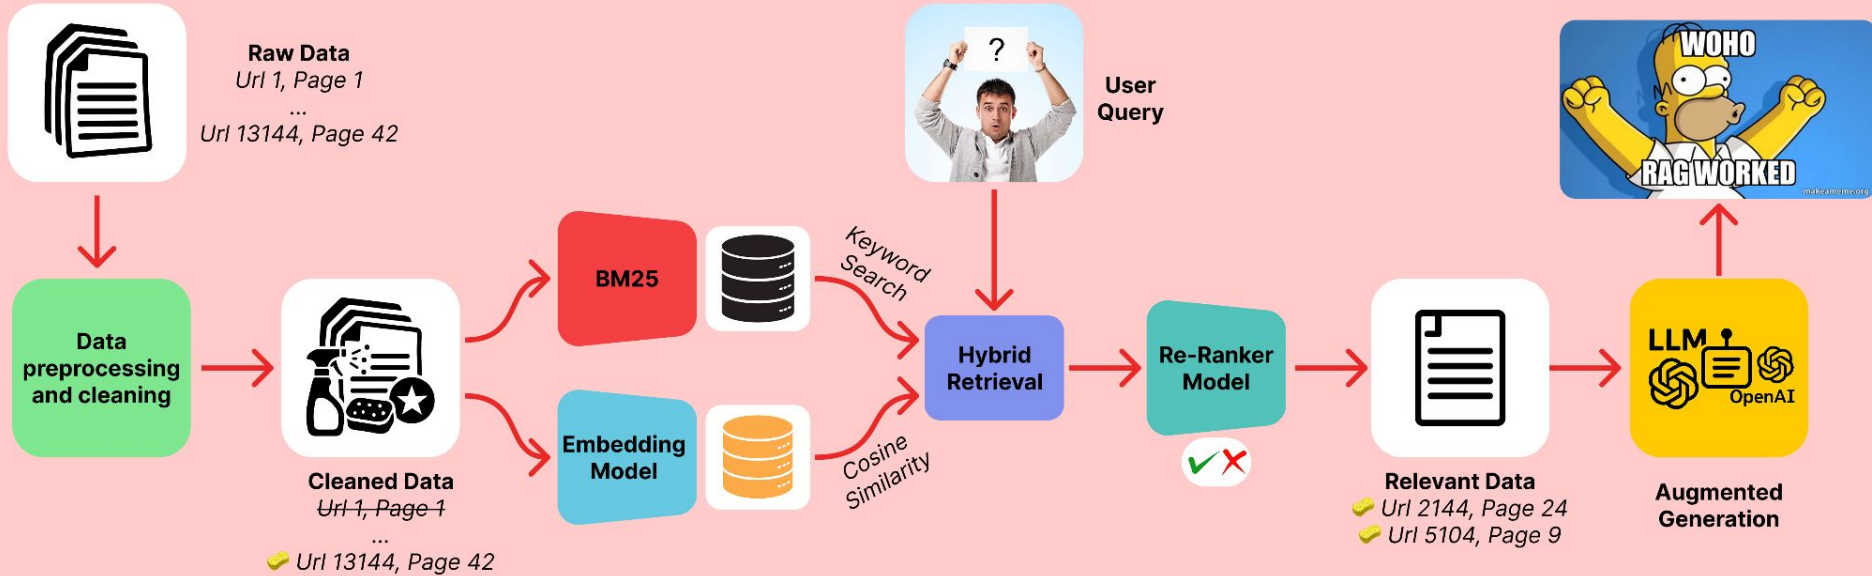 Raw Data
Url 1, Page 1
...
Url 13144, Page 42
?
User
Query
WOHO
RAG WORKED
makeameme.org
Data
preprocessing
and cleaning
Cleaned Data
Url 1, Page 1
...
Url 13144, Page 42
BM25
Embedding
Model
Keyword
Search
Cosine
Similarity
Hybrid
Retrieval
Re-Ranker
Model
Relevant Data
Url 2144, Page 24
Url 5104, Page 9
LLM
OpenAI
Augmented
Generation